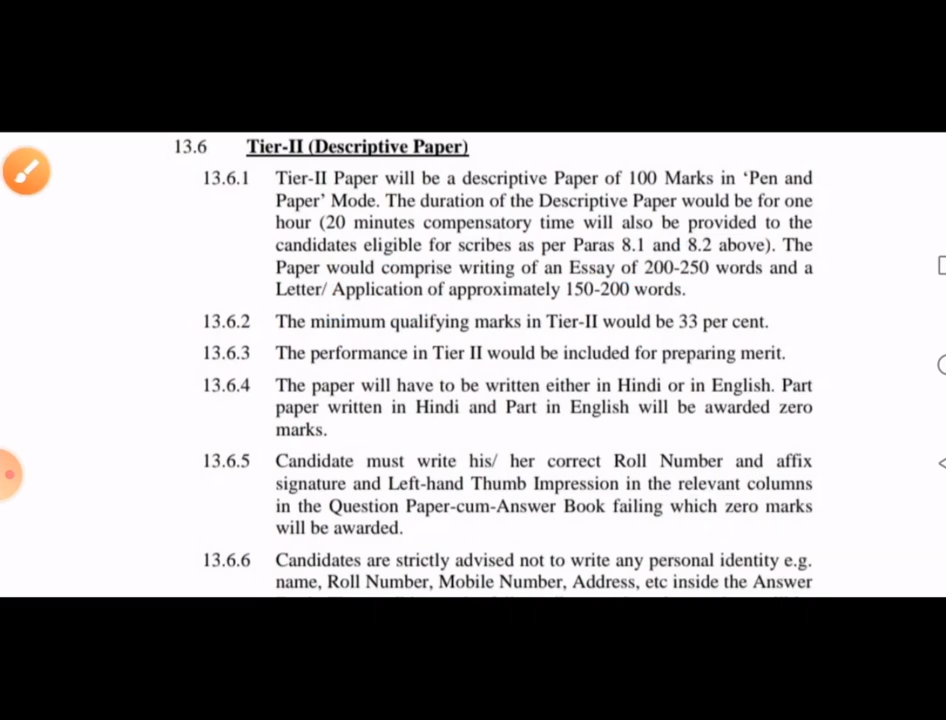 13.6 Tier-II (Descriptive Paper)
13.6.1 Tier-II Paper will be a descriptive Paper of 100 Marks in ‘Pen and
Paper’ Mode. The duration of the Descriptive Paper would be for one
hour (20 minutes compensatory time will also be provided to the
candidates eligible for scribes as per Paras 8.1 and 8.2 above). The
Paper would comprise writing of an Essay of 200-250 words and a
Letter/ Application of approximately 150-200 words.
13.6.2 The minimum qualifying marks in Tier-II would be 33 per cent.
13.6.3 The performance in Tier II would be included for preparing merit.
13.6.4 The paper will have to be written either in Hindi or in English. Part
paper written in Hindi and Part in English will be awarded zero
marks.
13.6.5 Candidate must write his/ her correct Roll Number and affix
signature and Left-hand Thumb Impression in the relevant columns
in the Question Paper-cum-Answer Book failing which zero marks
will be awarded.
13.6.6 Candidates are strictly advised not to write any personal identity e.g.
name, Roll Number, Mobile Number, Address, etc inside the Answer